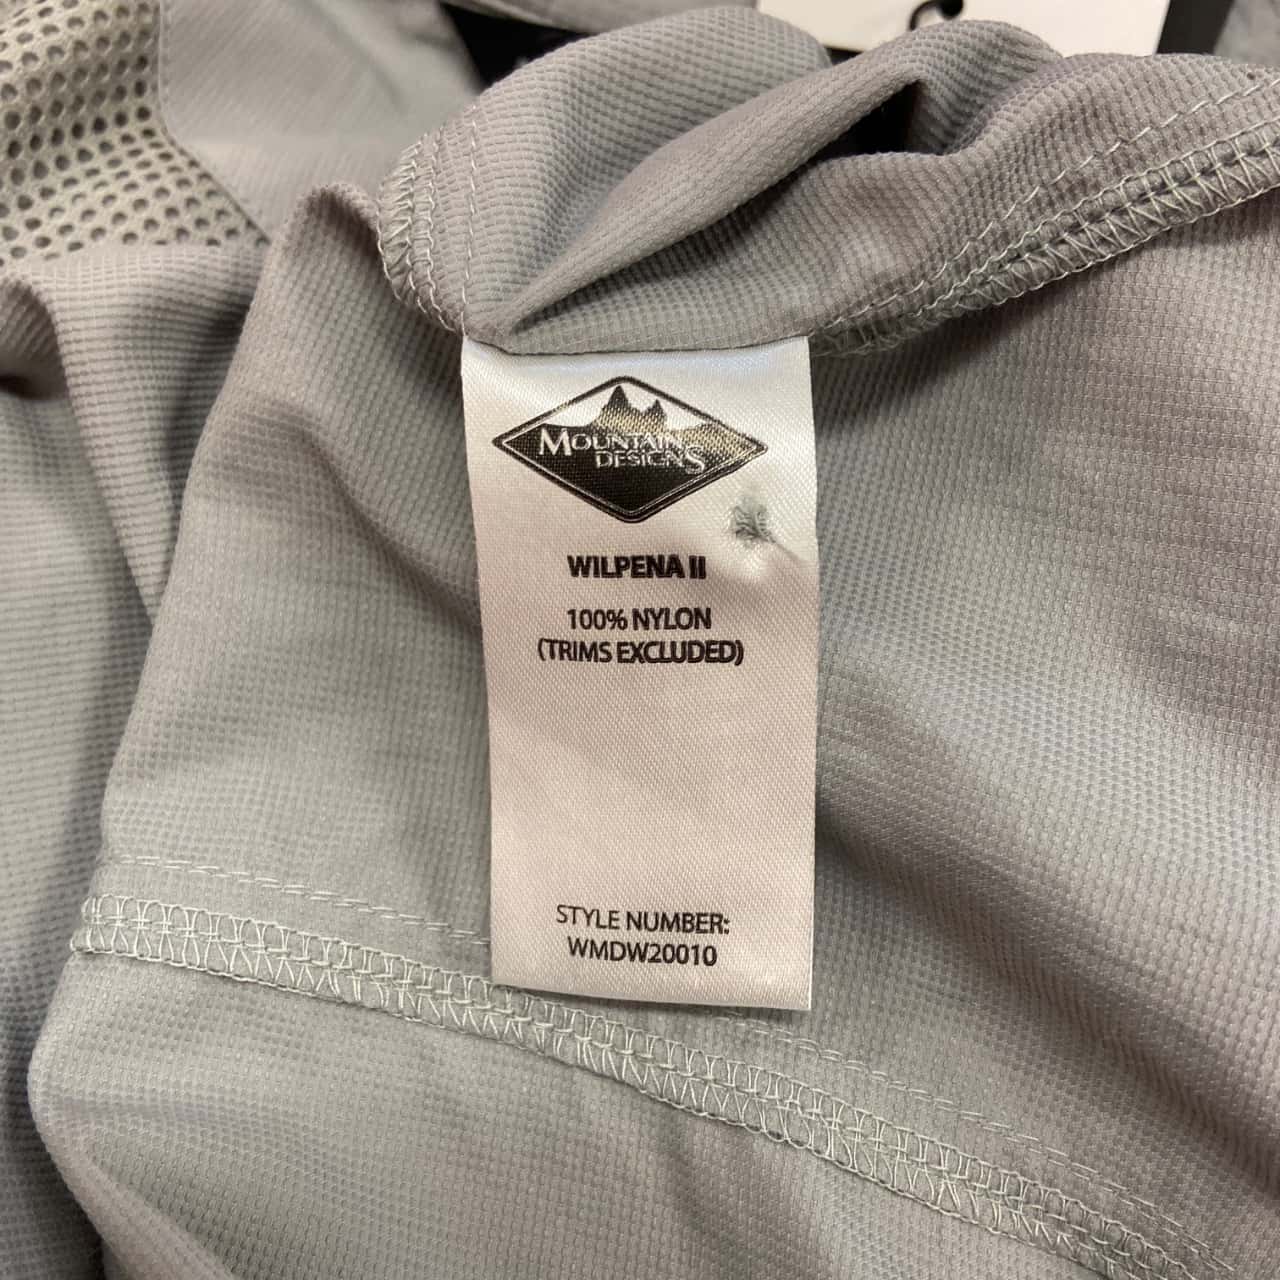 MOUNTAIN
DESIGNS
WILPENA II
100% NYLON
(TRIMS EXCLUDED)
STYLE NUMBER:
WMDW20010